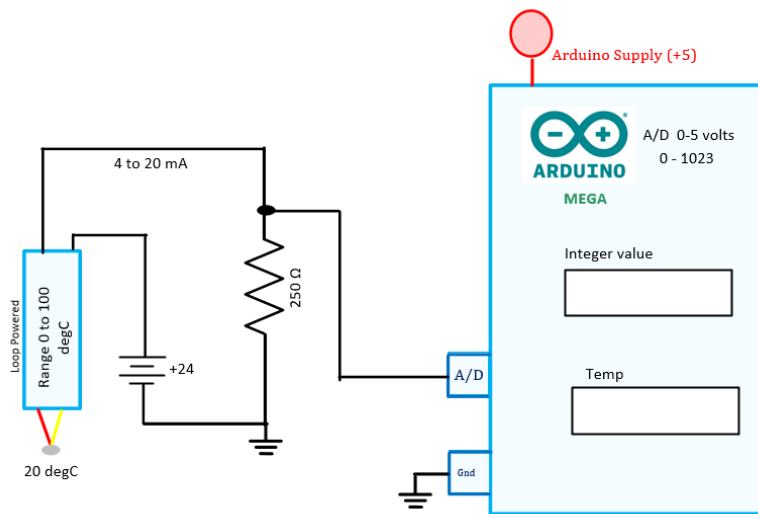 Arduino Supply (+5)
A/D 0-5 volts
0 - 1023
ARDUINO
MEGA
4 to 20 mA
Loop Powered
Range 0 to 100
degC
250 Ω
+24
20 degC
Integer value
A/D
Temp
Gnd